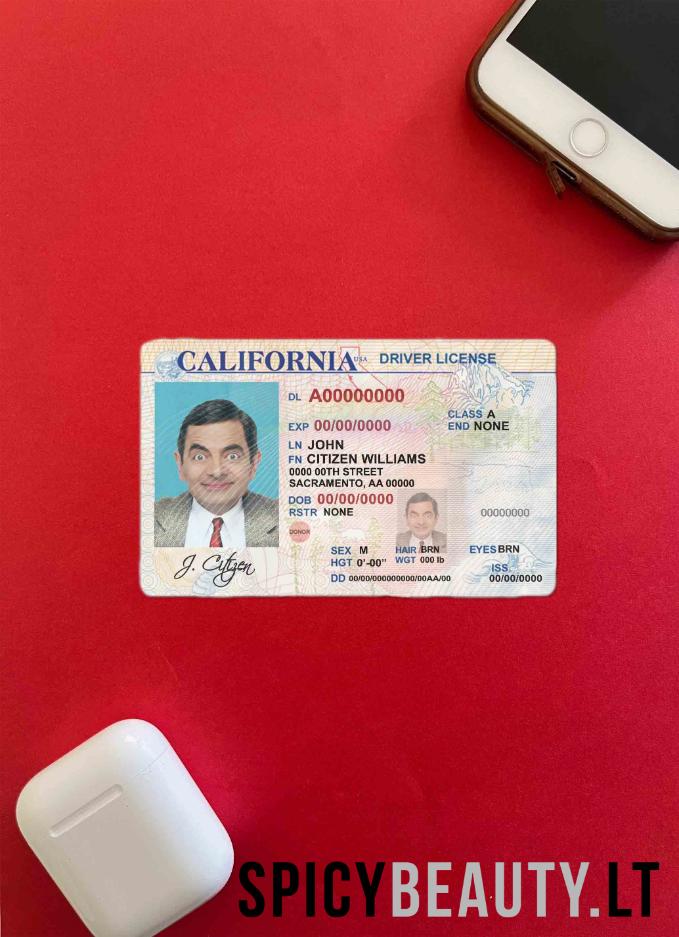 CALIFORNIA USA DRIVER LICENSE
DL A00000000
CLASS A
EXP 00/00/0000
END NONE
LN JOHN
FN CITIZEN WILLIAMS
0000 00TH STREET
SACRAMENTO, AA 00000
DOB 00/00/0000
RSTR NONE
00000000
DONOR
SEX M
HAIR BRN
EYES BRN
HGT 0'-00"
WGT 000 lb
ISS.
DD 00/00/000000000/00AA/00
00/00/0000
J. Citizen
SPICYBEAUTY.LT